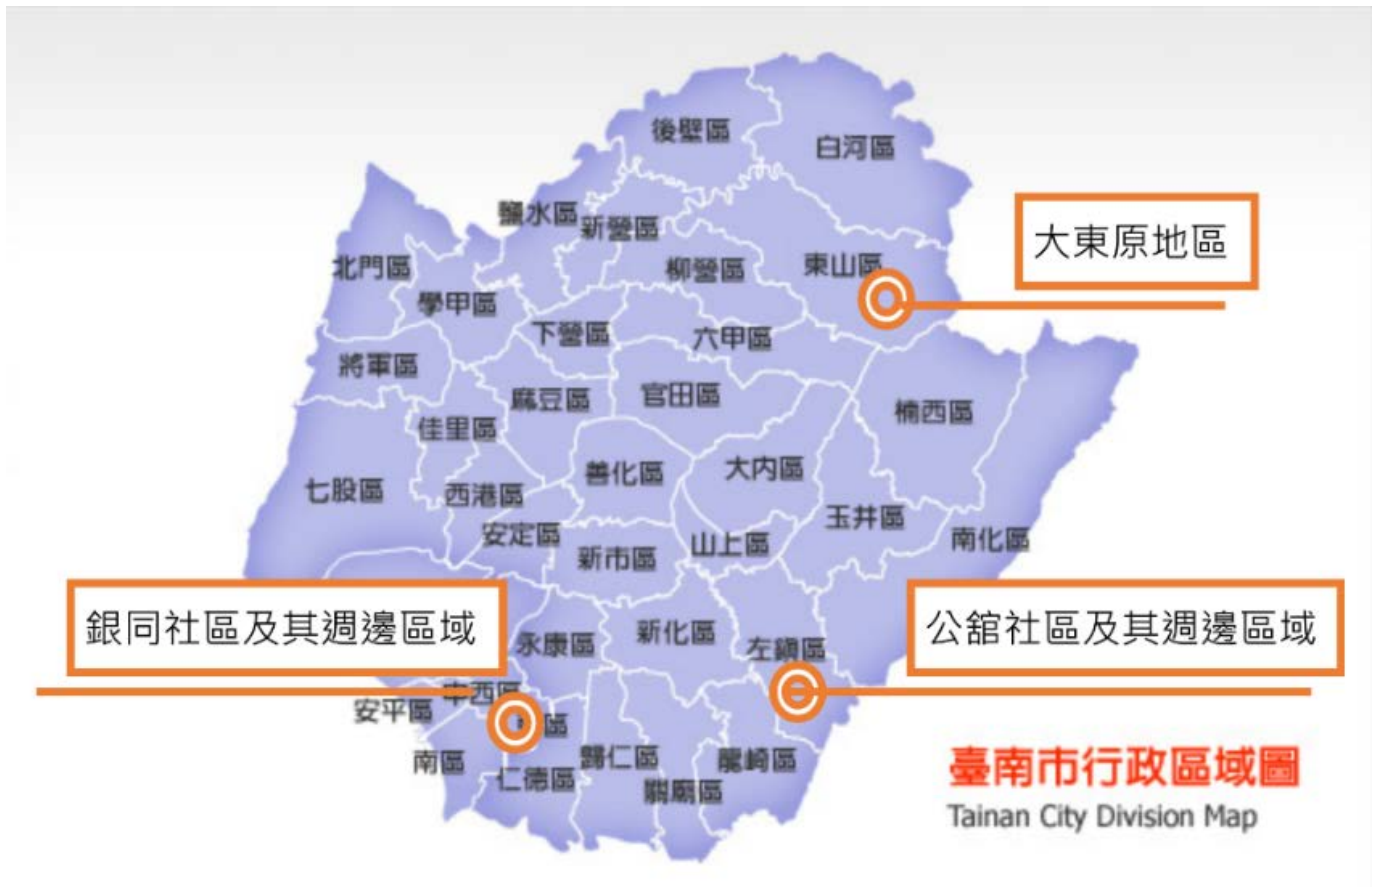 後壁區
白河區
鹽水區
新營區
大東原地區
北門區
柳營區
東山區
學甲區
下營區
六甲區
將軍區
麻豆區
官田區
楠西區
佳里區
七股區
西港區
善化區
大內區
玉井區
安定區
新市區
山上區
南化區
銀同社區及其週邊區域
永康區
新化區
左鎮區
公舘社區及其週邊區域
中西區
安平區
區
南區
仁德區
歸仁區
關廟區
龍崎區
臺南市行政區域圖
Tainan City Division Map